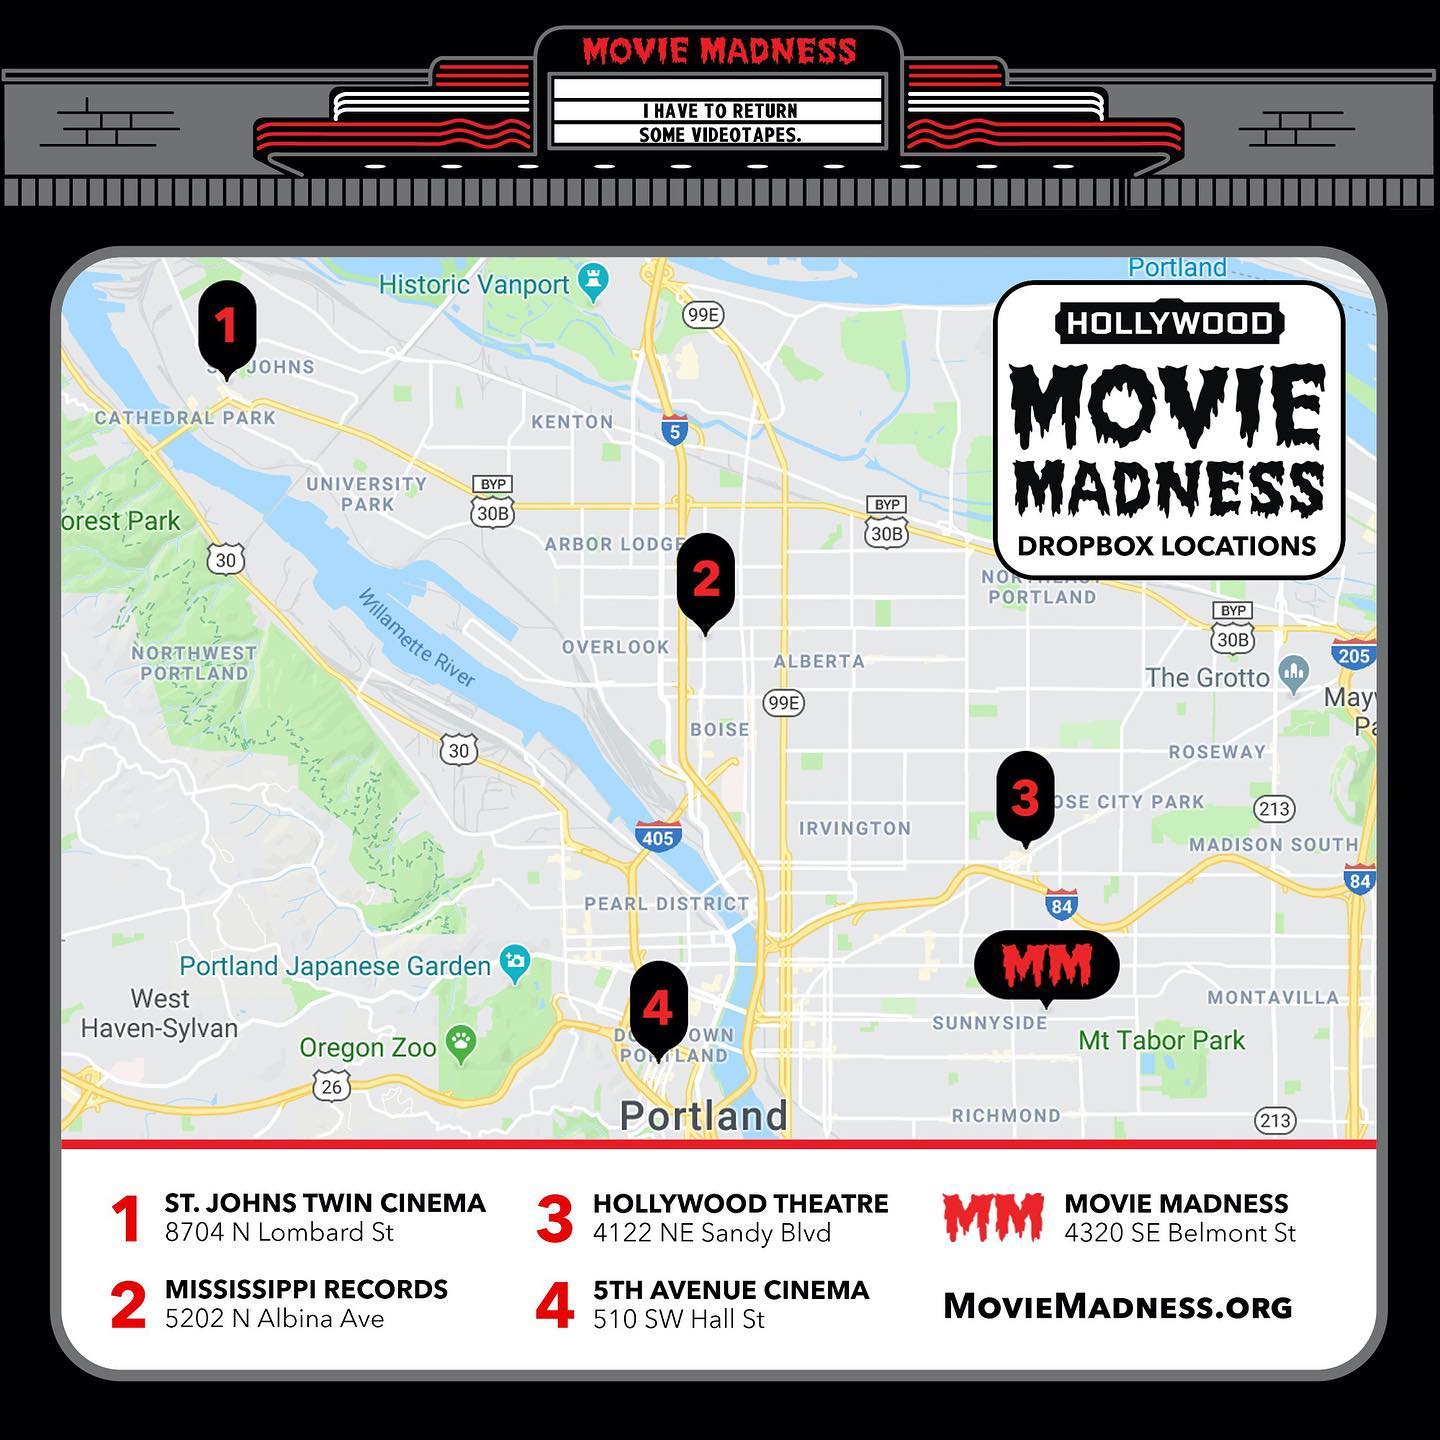 MOVIE MADNESS
I HAVE TO RETURN
SOME VIDEOTAPES.
Portland
Historic Vanport
99E
1
HOLLYWOOD
MOVIE
MADNESS
DROPBOX LOCATIONS
ST. JOHNS
CATHEDRAL PARK
KENTON
5
UNIVERSITY
PARK
BYP
30B
BYP
30B
orest Park
30
ARBOR LODGE
2
NORTHEAST
PORTLAND
BYP
30B
205
Willamette River
OVERLOOK
ALBERTA
NORTHWEST
PORTLAND
The Grotto
99E
30
BOISE
ROSEWAY
3
OSE CITY PARK
213
405
IRVINGTON
MADISON SOUTH
84
84
PEARL DISTRICT
Portland Japanese Garden
MM
West
Haven-Sylvan
4
MONTAVILLA
SUNNYSIDE
DOWNTOWN
PORTLAND
Oregon Zoo
Mt Tabor Park
26
Portland
RICHMOND
213
1 ST. JOHNS TWIN CINEMA
8704 N Lombard St
2 MISSISSIPPI RECORDS
5202 N Albina Ave
3 HOLLYWOOD THEATRE
4122 NE Sandy Blvd
4 5TH AVENUE CINEMA
510 SW Hall St
MM MOVIE MADNESS
4320 SE Belmont St
MOVIEMADNESS.ORG